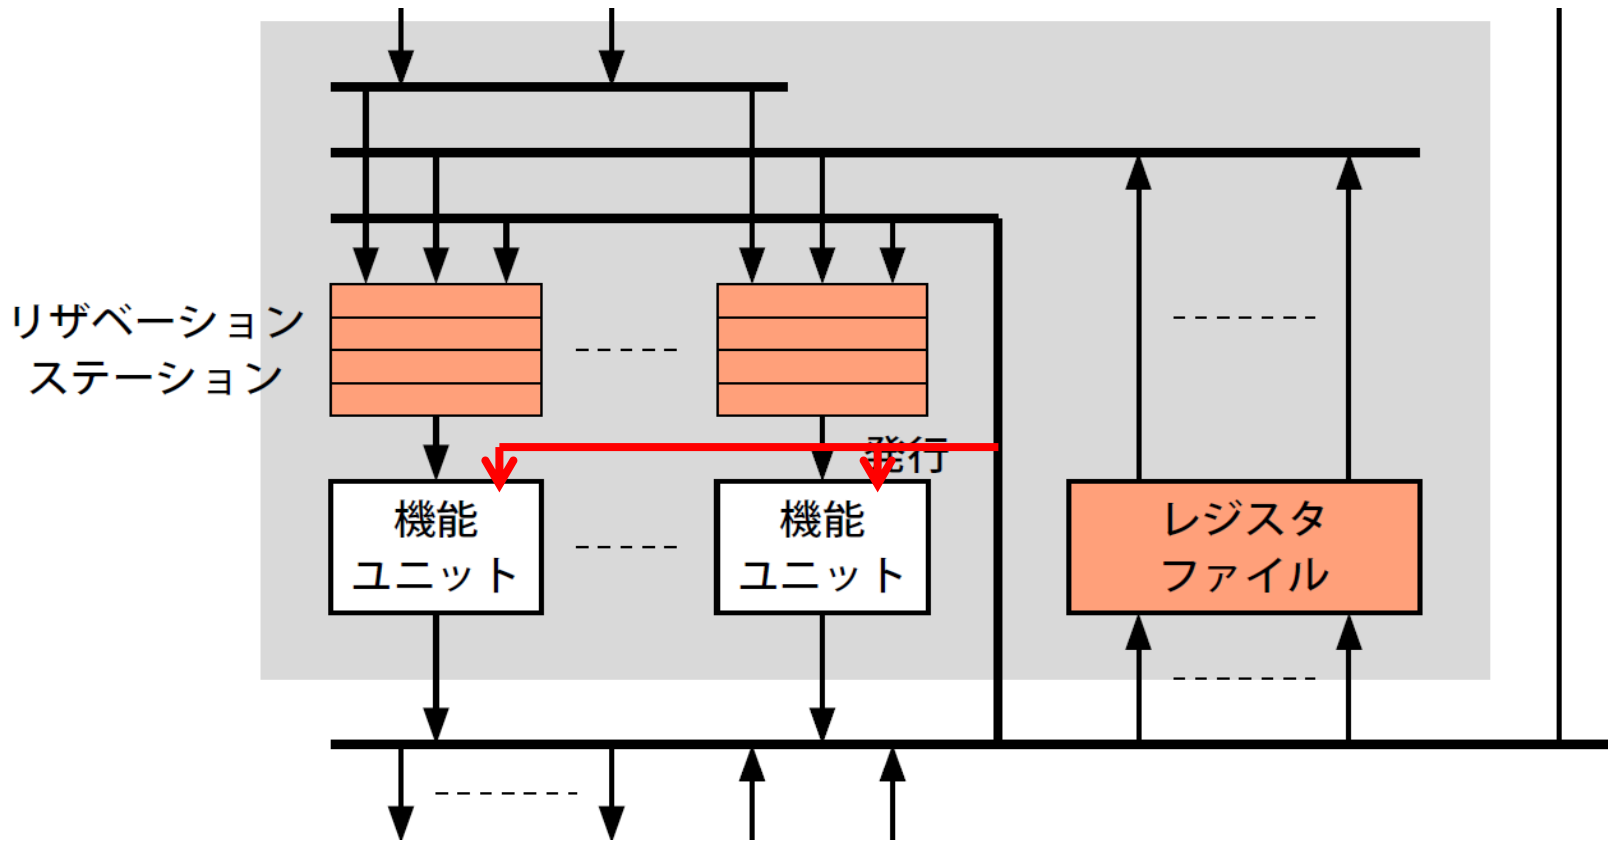 リザベーション
ステーション
発行
機能
ユニット
機能
ユニット
レジスタ
ファイル